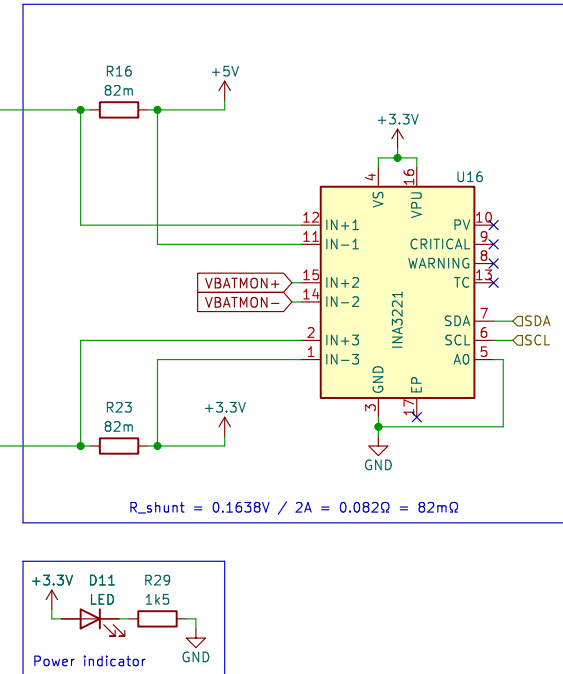 R16
82m
+5V
+3.3V
U16
4
16
VS
VPU
12
IN+1
PV
10
11
IN-1
CRITICAL
9
WARNING
8
VBATMON+
15
IN+2
TC
13
VBATMON-
14
IN-2
INA3221
SDA
7
SDA
2
IN+3
SCL
6
SCL
1
IN-3
A0
5
GND
EP
3
17
R23
82m
+3.3V
GND
R_shunt = 0.1638V / 2A = 0.082Ω = 82mΩ
+3.3V
D11
LED
R29
1k5
Power indicator
GND